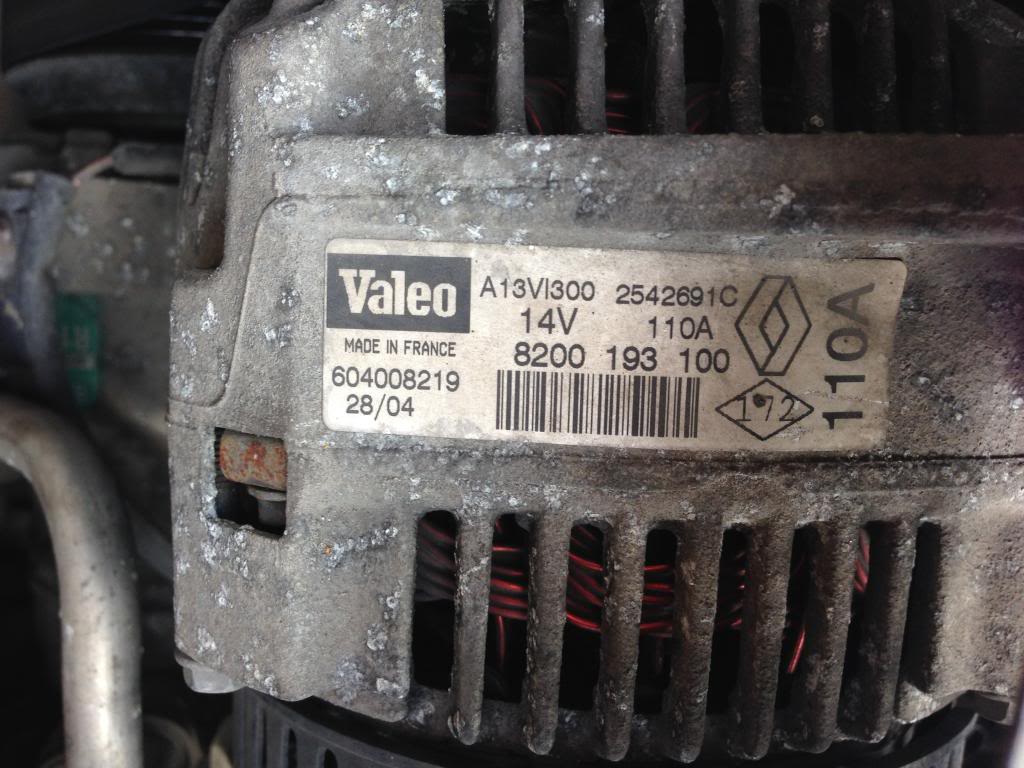 Valeo
A13VI300 2542691C
14V 110A
MADE IN FRANCE
8200 193 100
604008219
28/04
172
110A